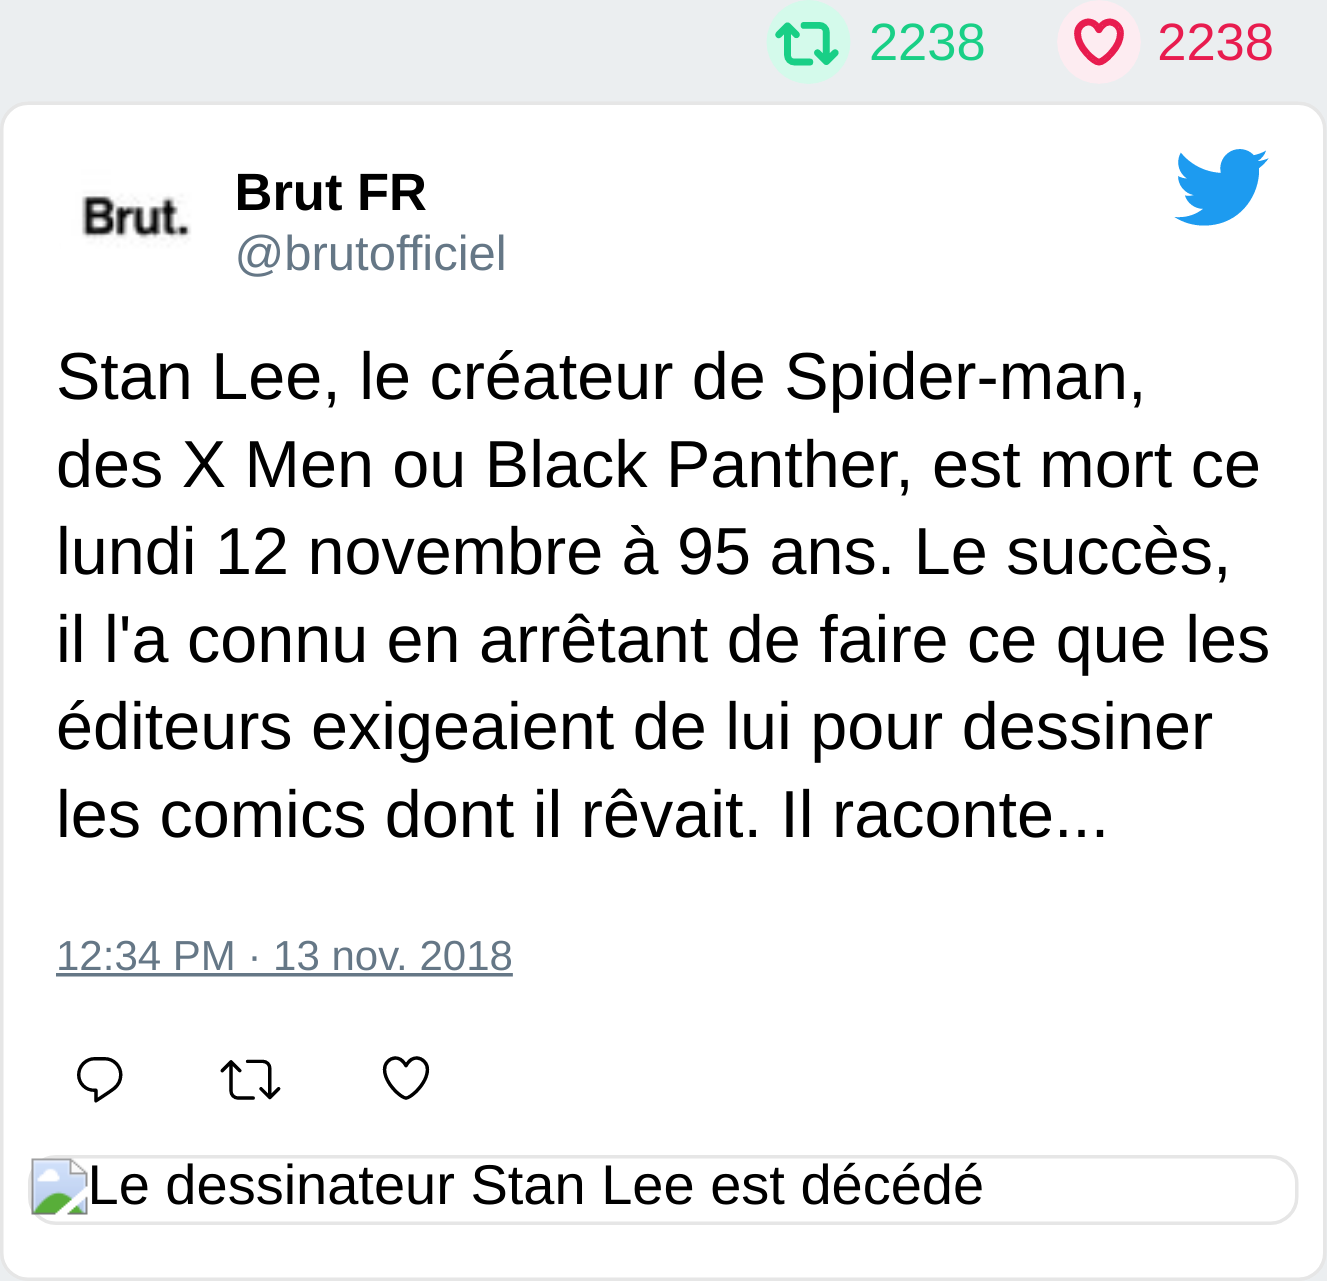 2238 2238
Brut.
Brut FR
@brutofficiel
Stan Lee, le créateur de Spider-man,
des X Men ou Black Panther, est mort ce
lundi 12 novembre à 95 ans. Le succès,
il l'a connu en arrêtant de faire ce que les
éditeurs exigeaient de lui pour dessiner
les comics dont il rêvait. Il raconte...
12:34 PM · 13 nov. 2018
Le dessinateur Stan Lee est décédé